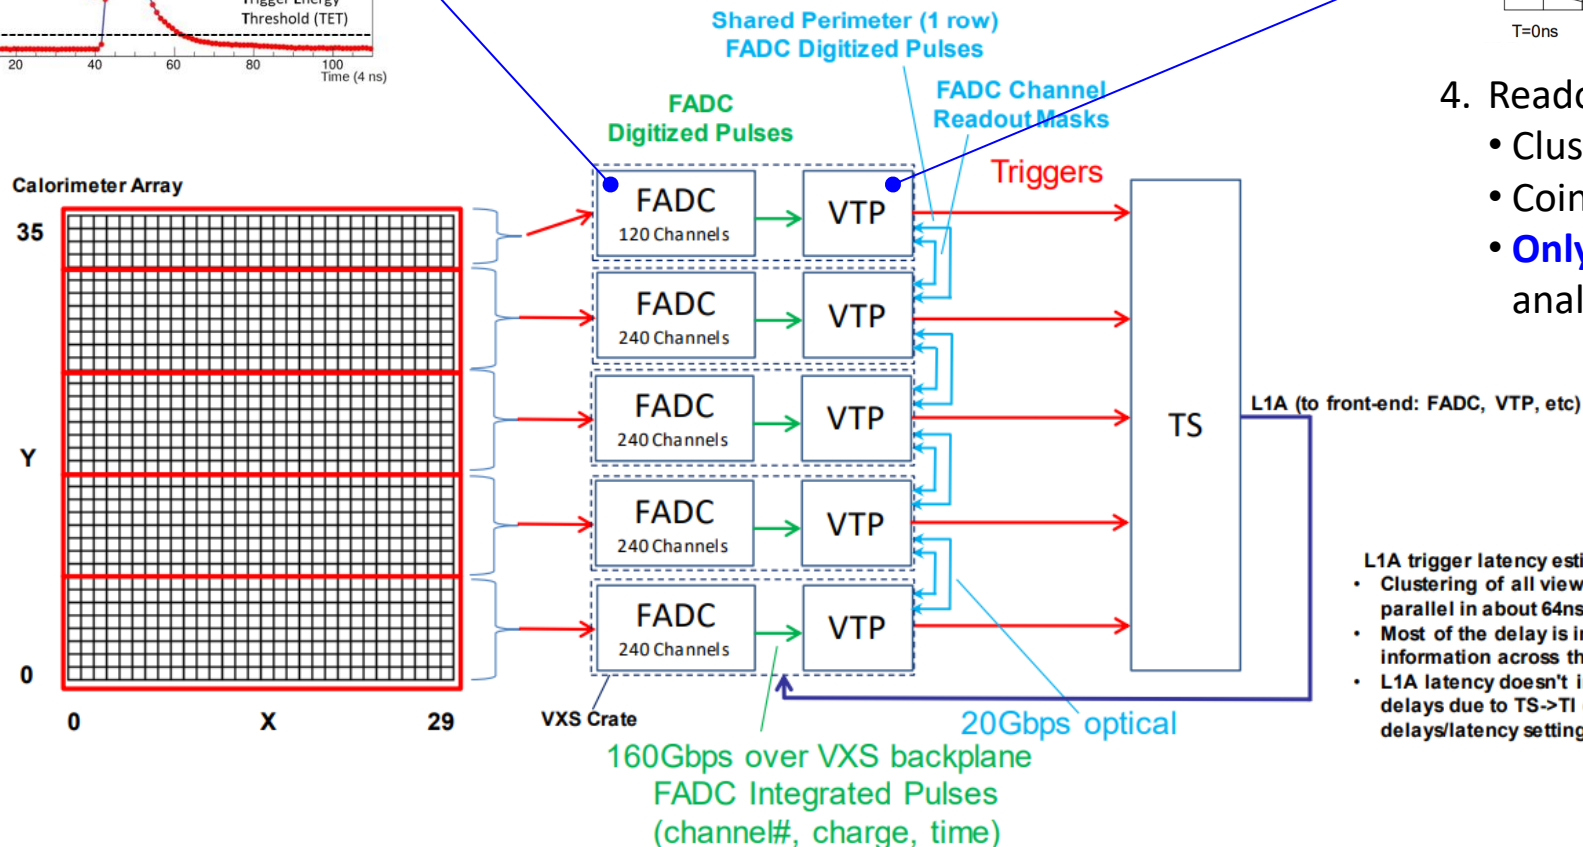 Trigger Energy
Threshold (TET)
20 40 60 80 100
Time (4 ns)
Shared Perimeter (1 row)
FADC Digitized Pulses
FADC Channel
Readout Masks
FADC
Digitized Pulses
T=0ns
4. Readou
• Clus
• Coin
• Only
anal
Triggers
Calorimeter Array
35
Y
0
0 X 29
FADC
120 Channels
VTP
FADC
240 Channels
VTP
FADC
240 Channels
VTP
FADC
240 Channels
VTP
FADC
240 Channels
VTP
TS
L1A (to front-end: FADC, VTP, etc)
VXS Crate
20Gbps optical
160Gbps over VXS backplane
FADC Integrated Pulses
(channel#, charge, time)
L1A trigger latency esti
• Clustering of all view
parallel in about 64ns
• Most of the delay is in
information across th
• L1A latency doesn't i
delays due to TS->TI
delays/latency setting